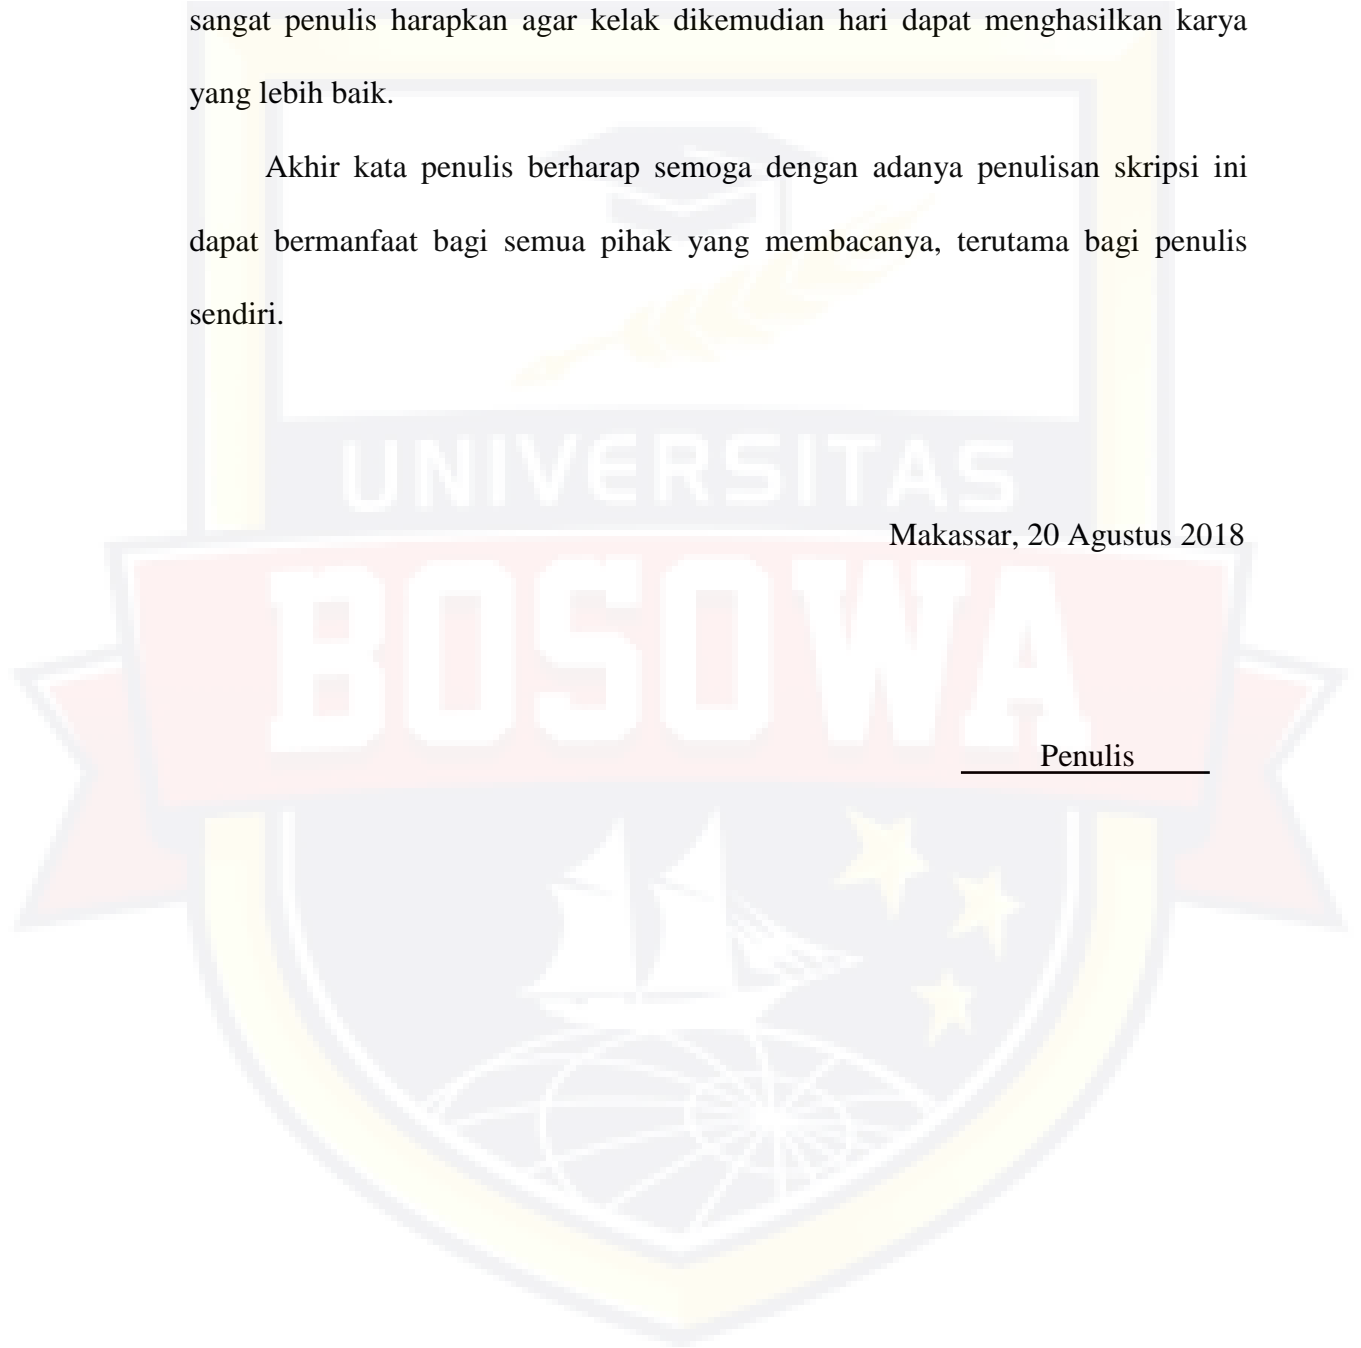 sangat penulis harapkan agar kelak dikemudian hari dapat menghasilkan karya
yang lebih baik.
Akhir kata penulis berharap semoga dengan adanya penulisan skripsi ini
dapat bermanfaat bagi semua pihak yang membacanya, terutama bagi penulis
sendiri.
UNIVERSITAS
Makassar, 20 Agustus 2018
BOSOWA
Penulis